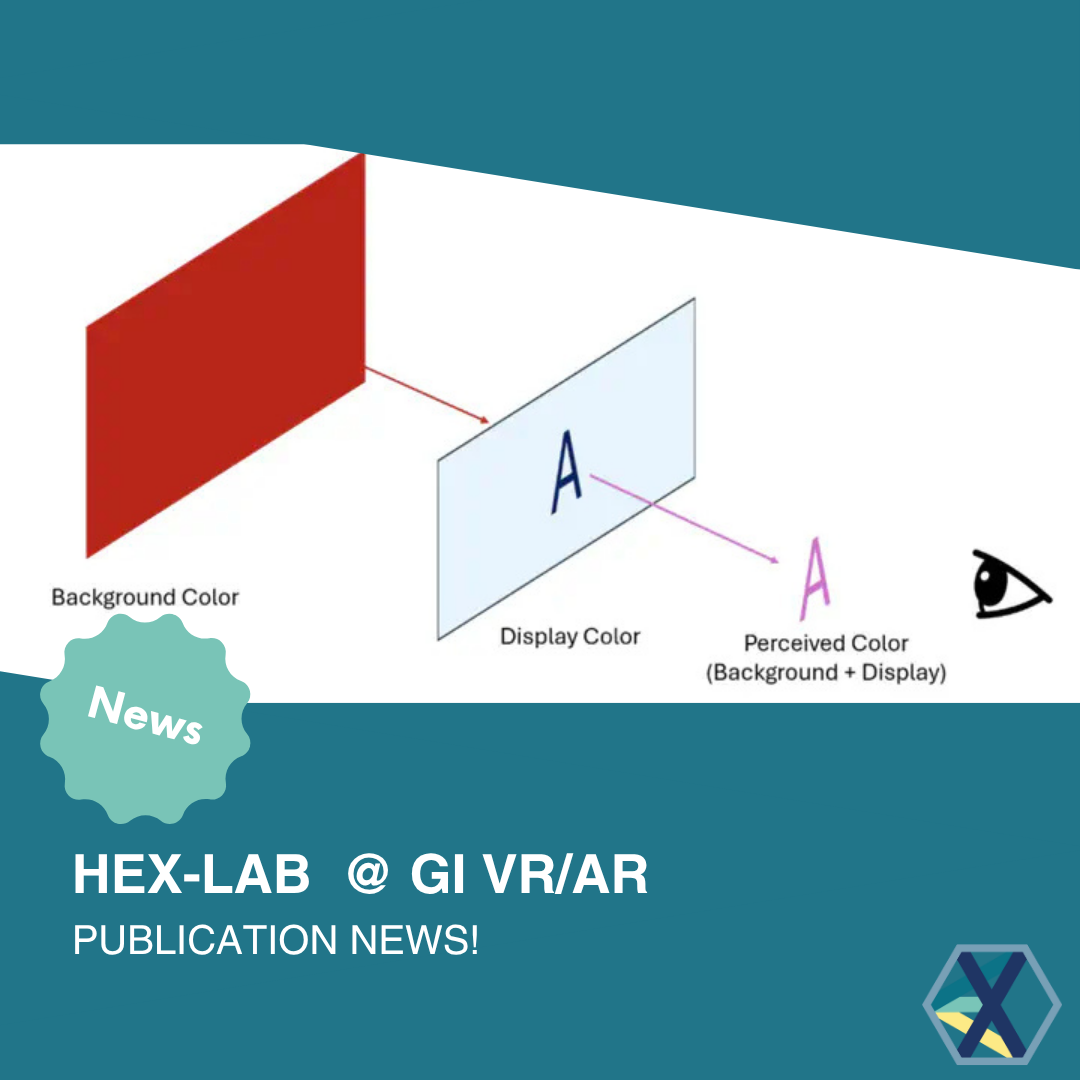 A
A
Background Color
Display Color
Perceived Color
(Background + Display)
News
HEX-LAB @ GI VR/AR
PUBLICATION NEWS!
X